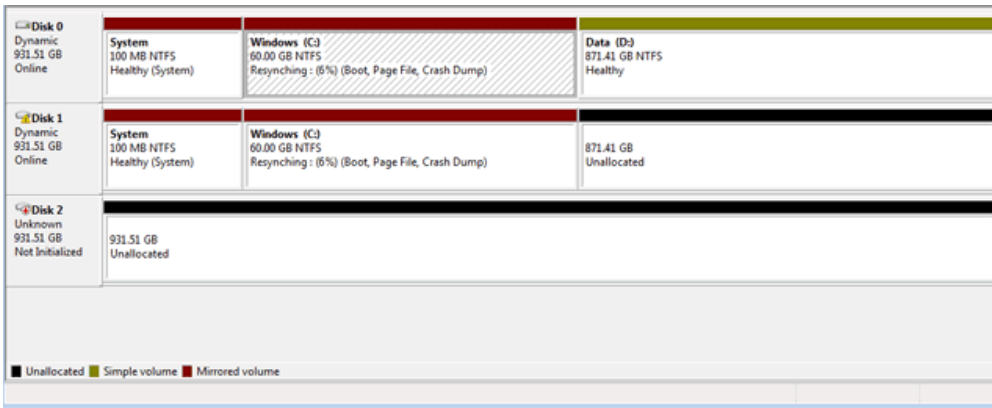 Disk 0
Dynamic
931.51 GB
Online
System
100 MB NTFS
Healthy (System)
Windows (C:)
60.00 GB NTFS
Resynching : (6%) (Boot, Page File, Crash Dump)
Data (D:)
871.41 GB NTFS
Healthy
Disk 1
Dynamic
931.51 GB
Online
System
100 MB NTFS
Healthy (System)
Windows (C:)
60.00 GB NTFS
Resynching : (6%) (Boot, Page File, Crash Dump)
871.41 GB
Unallocated
Disk 2
Unknown
931.51 GB
Not Initialized
931.51 GB
Unallocated
Unallocated Simple volume Mirrored volume